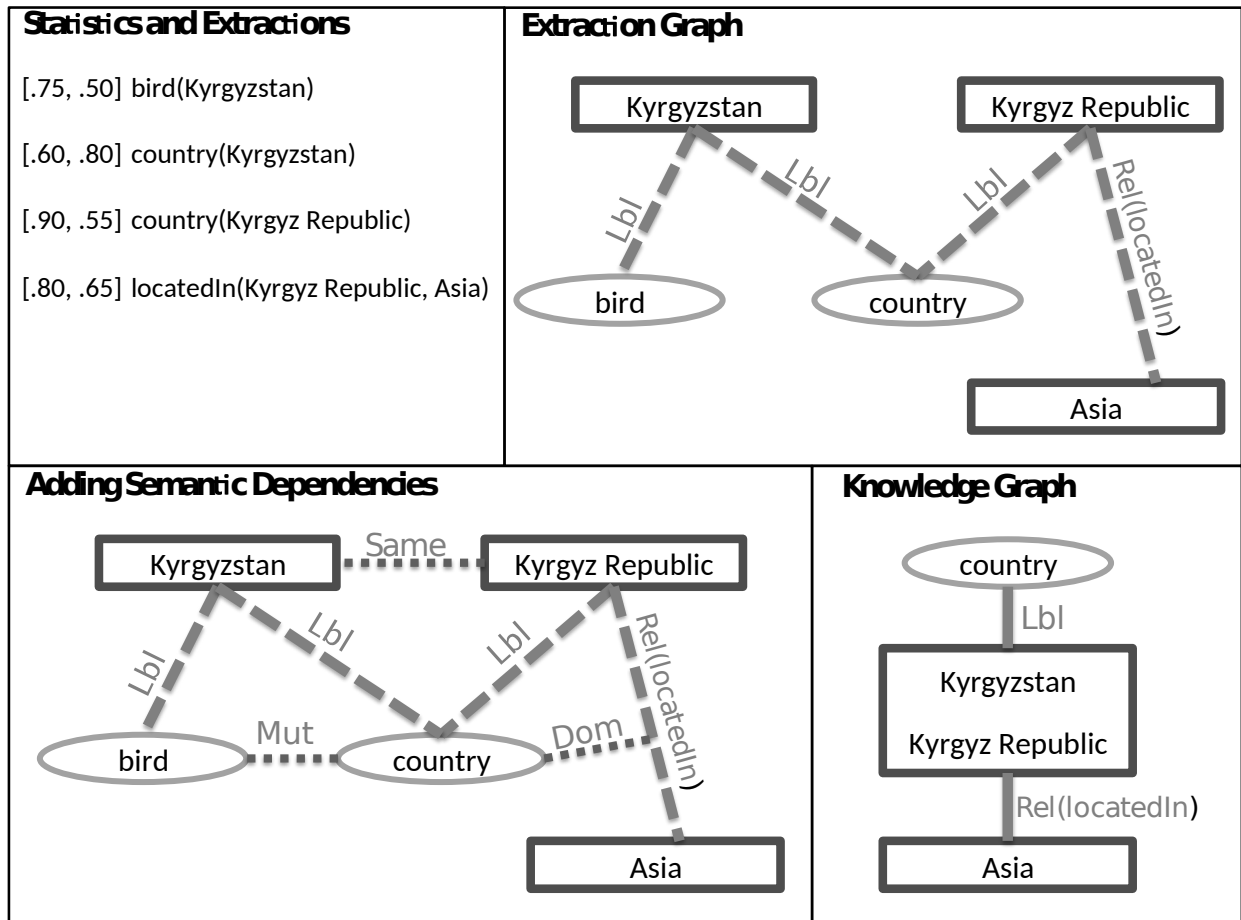 Statistics and Extractions
[.75, .50] bird(Kyrgyzstan)
[.60, .80] country(Kyrgyzstan)
[.90, .55] country(Kyrgyz Republic)
[.80, .65] locatedIn(Kyrgyz Republic, Asia)
Extraction Graph
Kyrgyzstan
Kyrgyz Republic
Lbl
Lbl
Lbl
Rel(locatedIn)
bird
country
Asia
Adding Semantic Dependencies
Kyrgyzstan
Same
Kyrgyz Republic
Lbl
Lbl
Lbl
Rel(locatedIn)
bird
Mut
country
Dom
Asia
Knowledge Graph
country
Lbl
Kyrgyzstan
Kyrgyz Republic
Rel(locatedIn)
Asia